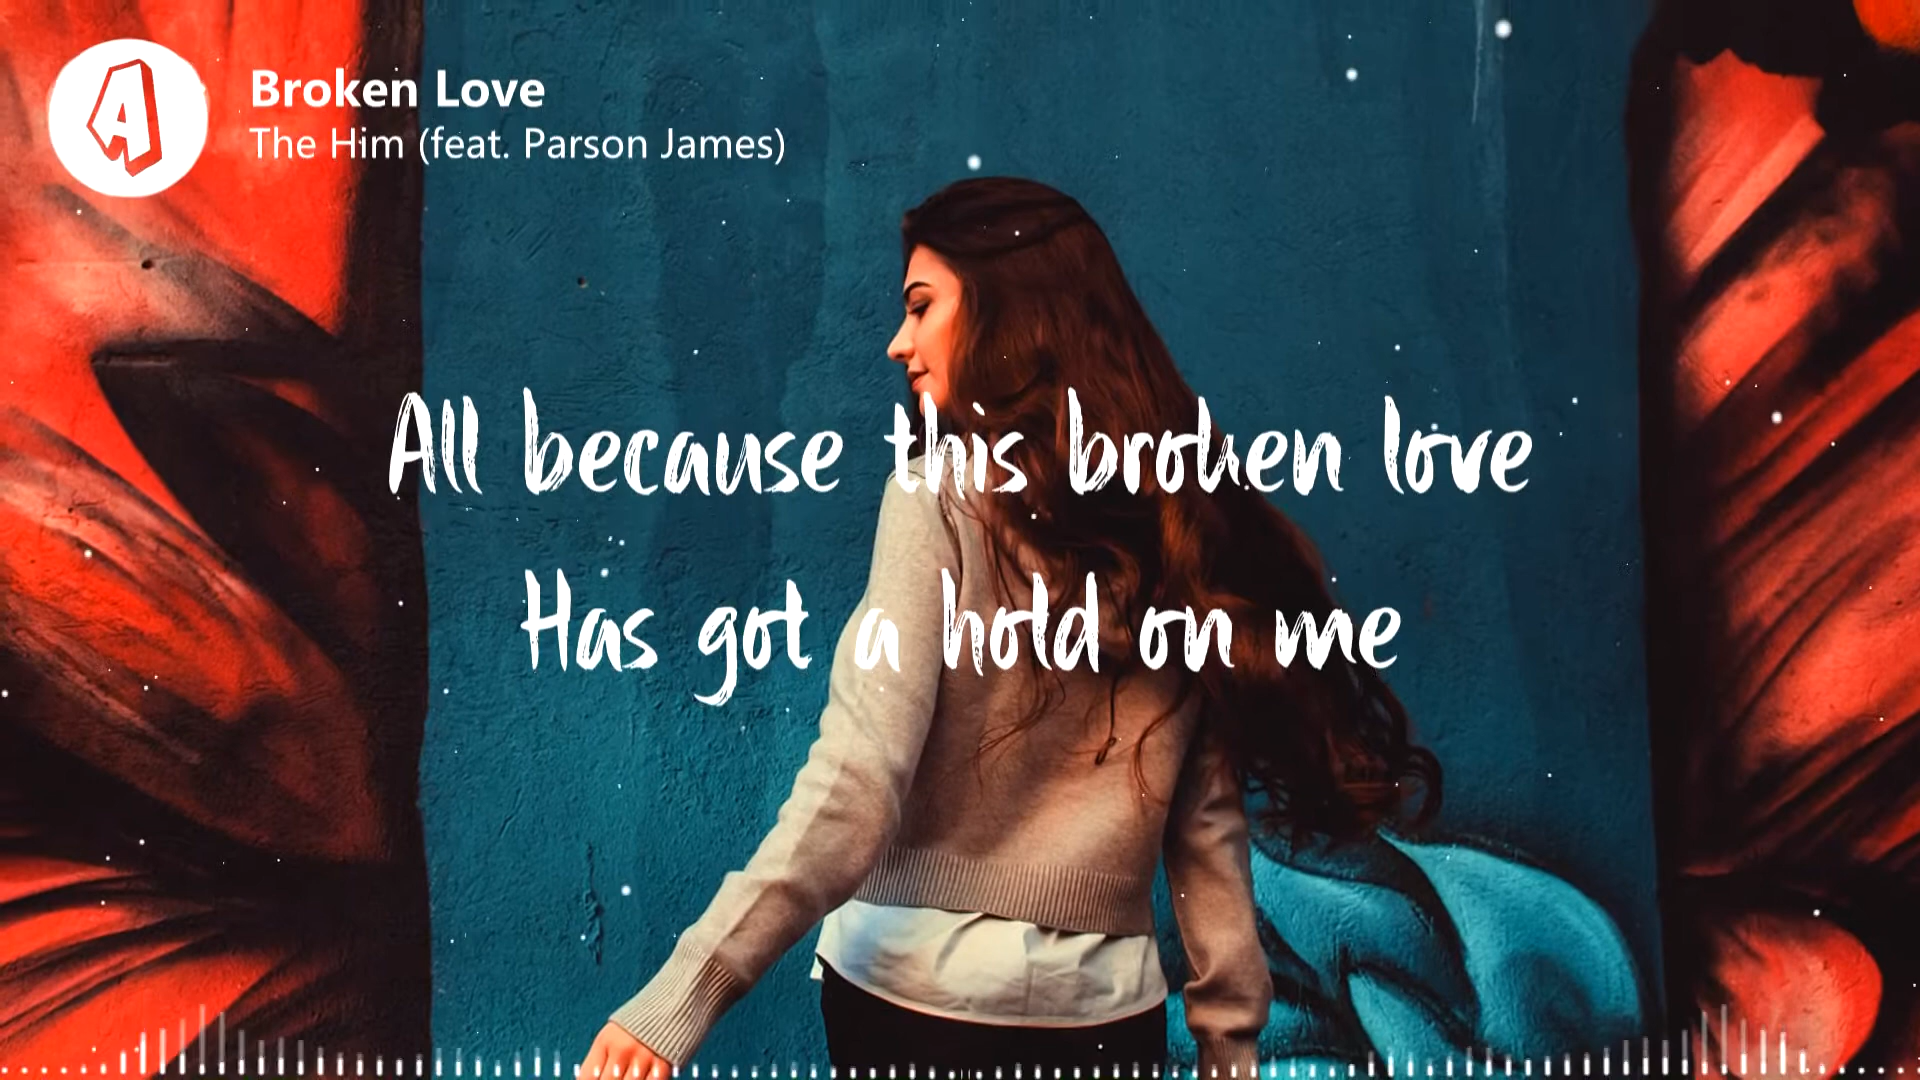 A
Broken Love
The Him (feat. Parson James)
All because this broken love
Has got a hold on me